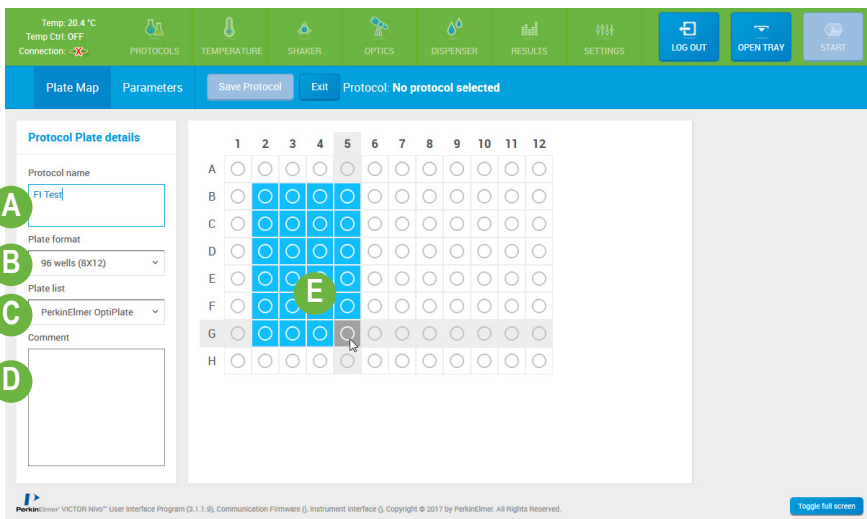 Temp: 20.4 °C
Temp Ctrl: OFF
Connection: -X-
PROTOCOLS
TEMPERATURE
SHAKER
OPTICS
DISPENSER
RESULTS
SETTINGS
LOG OUT
OPEN TRAY
START
Plate Map
Parameters
Save Protocol
Exit
Protocol: No protocol selected
Protocol Plate details
Protocol name
A
FI Test
Plate format
B
96 wells (8X12)
Plate list
C
PerkinElmer OptiPlate
Comment
D
1 2 3 4 5 6 7 8 9 10 11 12
A
B
C
D
E
E
F
G
H
PerkinElmer VICTOR Nivo™ User Interface Program (3.1.1.9), Communication Firmware (), Instrument interface (), Copyright © 2017 by PerkinElmer. All Rights Reserved.
Toggle full screen